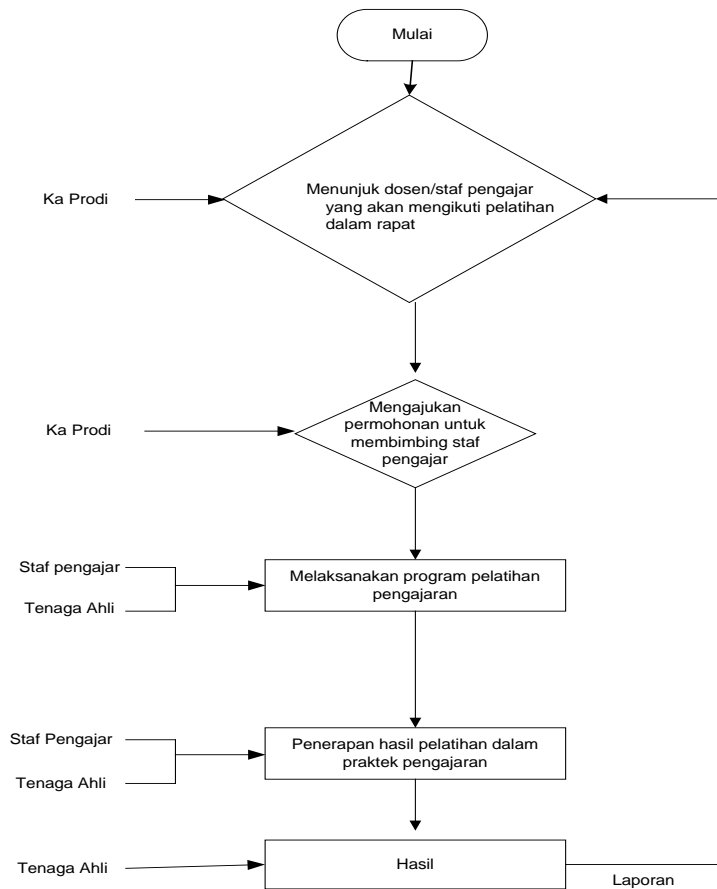 Mulai
Ka Prodi
Menunjuk dosen/staf pengajar
yang akan mengikuti pelatihan
dalam rapat
Ka Prodi
Mengajukan
permohonan untuk
membimbing staf
pengajar
Staf pengajar
Tenaga Ahli
Melaksanakan program pelatihan
pengajaran
Staf Pengajar
Tenaga Ahli
Penerapan hasil pelatihan dalam
praktek pengajaran
Tenaga Ahli
Hasil
Laporan